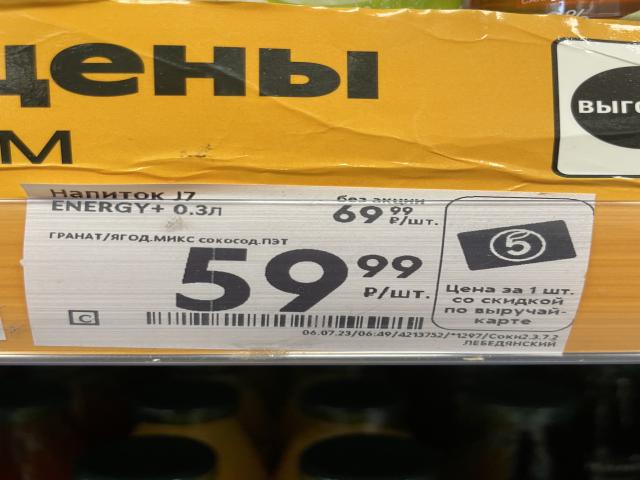 цены
м
ВЫГО
Напиток J7
ENERGY+ 0.3л
без акции
69 99
₽/шт.
ГРАНАТ/ЯГОД.МИКС сокосод.ПЭТ
59 99
₽/шт.
5
Цена за 1 шт.
со скидкой
по выручай-
карте
C
06.07.23/06:49/4213752/*1297/Соки2.3.7.2
ЛЕБЕДЯНСКИЙ